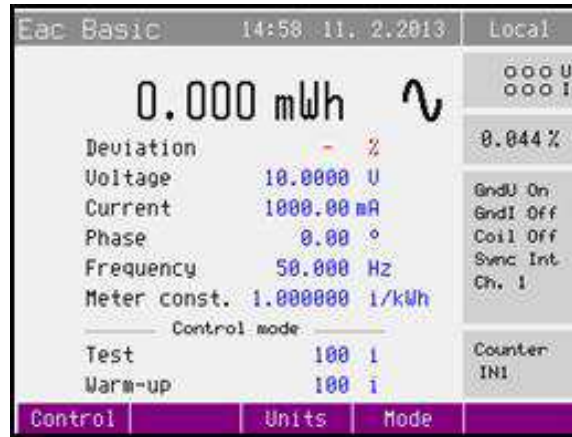 Eac Basic 14:58 11. 2.2013 Local
ooo U
ooo I
0.000 mWh
0.044 %
Deviation - %
Voltage 10.0000 V
Current 1000.00 mA
Phase 0.00 °
Frequency 50.000 Hz
Meter const. 1.000000 i/kWh
Control mode
Test 100 i
Warm-up 100 i
GndU On
GndI Off
Coil Off
Sync Int
Ch. 1
Counter
IN1
Control Units Mode